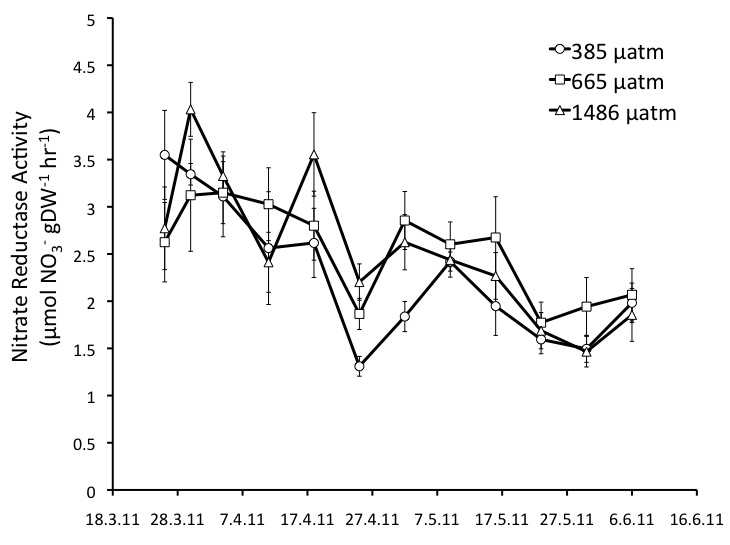 5
4.5
4
3.5
3
2.5
2
1.5
1
0.5
0
Nitrate Reductase Activity
(µmol NO₃⁻ gDW⁻¹ hr⁻¹)
385 µatm
665 µatm
1486 µatm
18.3.11 28.3.11 7.4.11 17.4.11 27.4.11 7.5.11 17.5.11 27.5.11 6.6.11 16.6.11